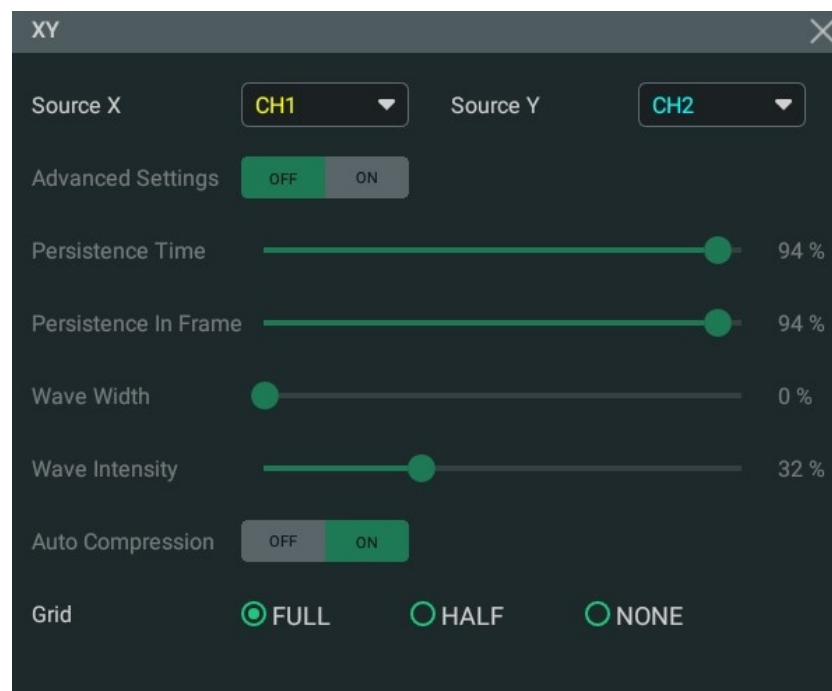 XY
Source X CH1 Source Y CH2
Advanced Settings OFF ON
Persistence Time 94 %
Persistence In Frame 94 %
Wave Width 0 %
Wave Intensity 32 %
Auto Compression OFF ON
Grid FULL HALF NONE